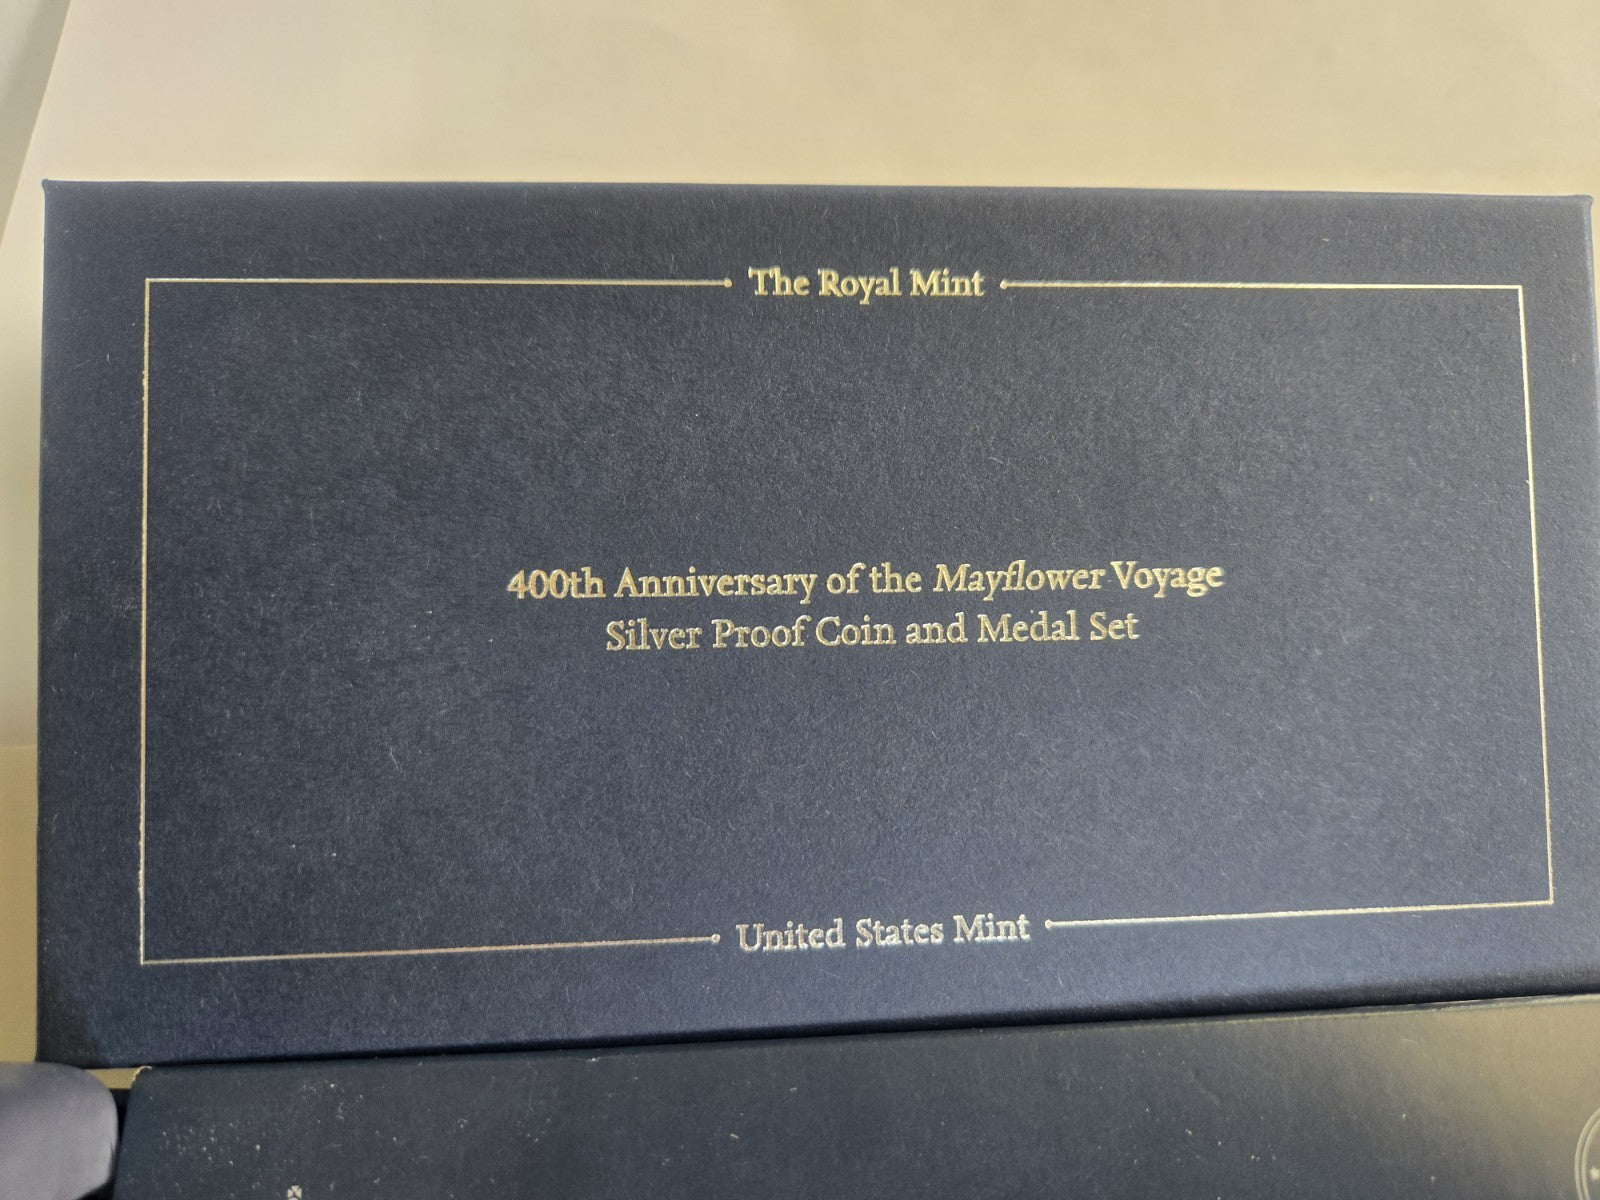 The Royal Mint
400th Anniversary of the Mayflower Voyage
Silver Proof Coin and Medal Set
United States Mint